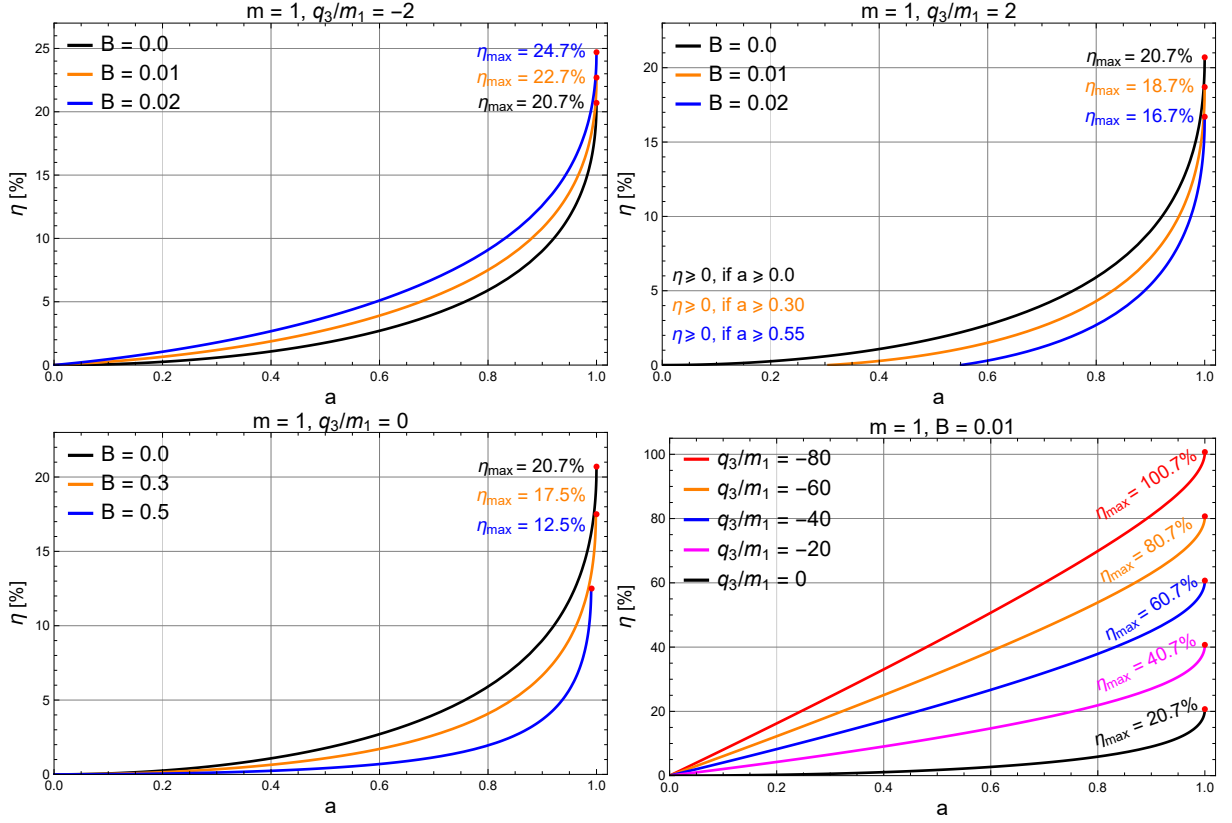 m = 1, q₃/m₁ = −2
B = 0.0
B = 0.01
B = 0.02
η_max = 24.7%
η_max = 22.7%
η_max = 20.7%
25
20
15
10
5
0
η [%]
0.0 0.2 0.4 0.6 0.8 1.0
a
m = 1, q₃/m₁ = 2
B = 0.0
B = 0.01
B = 0.02
η_max = 20.7%
η_max = 18.7%
η_max = 16.7%
η ⩾ 0, if a ⩾ 0.0
η ⩾ 0, if a ⩾ 0.30
η ⩾ 0, if a ⩾ 0.55
20
15
10
5
0
η [%]
0.0 0.2 0.4 0.6 0.8 1.0
a
m = 1, q₃/m₁ = 0
B = 0.0
B = 0.3
B = 0.5
η_max = 20.7%
η_max = 17.5%
η_max = 12.5%
20
15
10
5
0
η [%]
0.0 0.2 0.4 0.6 0.8 1.0
a
m = 1, B = 0.01
q₃/m₁ = −80
q₃/m₁ = −60
q₃/m₁ = −40
q₃/m₁ = −20
q₃/m₁ = 0
η_max = 100.7%
η_max = 80.7%
η_max = 60.7%
η_max = 40.7%
η_max = 20.7%
100
80
60
40
20
0
η [%]
0.0 0.2 0.4 0.6 0.8 1.0
a